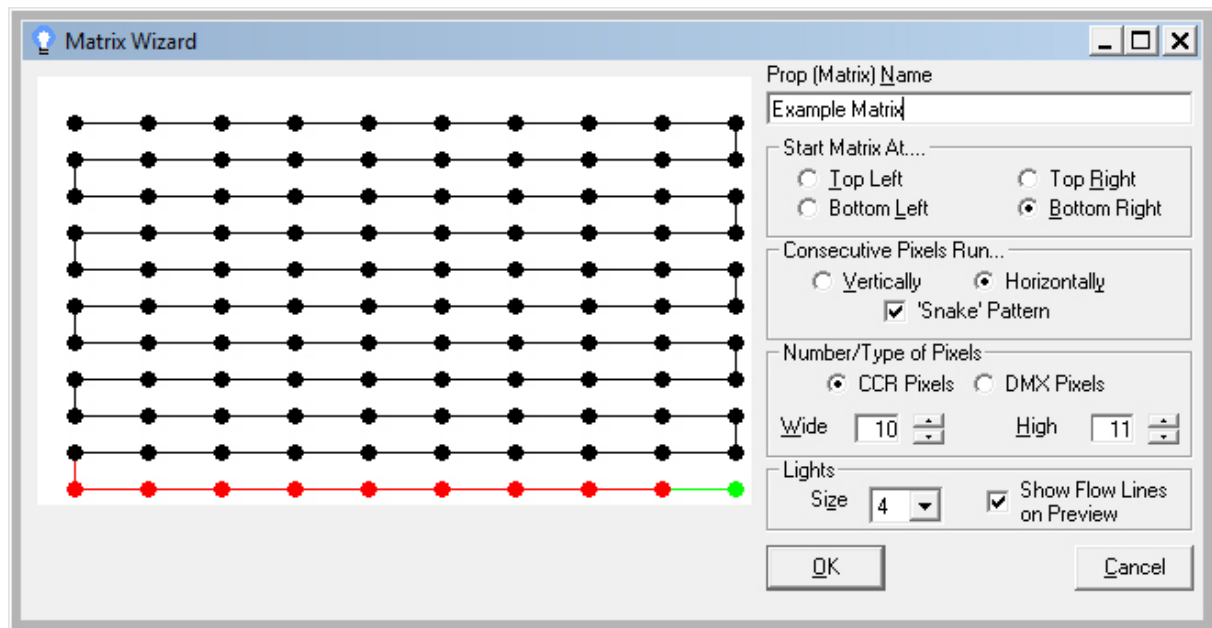 Matrix Wizard
Prop (Matrix) Name
Example Matrix
Start Matrix At....
Top Left
Top Right
Bottom Left
Bottom Right
Consecutive Pixels Run...
Vertically
Horizontally
'Snake' Pattern
Number/Type of Pixels
CCR Pixels
DMX Pixels
Wide 10
High 11
Lights
Size 4
Show Flow Lines
on Preview
OK
Cancel